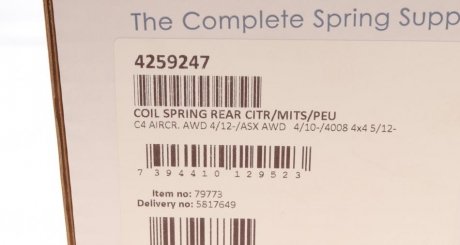 The Complete Spring Supp
4259247
COIL SPRING REAR CITR/MITS/PEU
C4 AIRCR. AWD 4/12-/ASX AWD 4/10-/4008 4x4 5/12-
7 394410 129523
Item no: 79773
Delivery no: 5817649